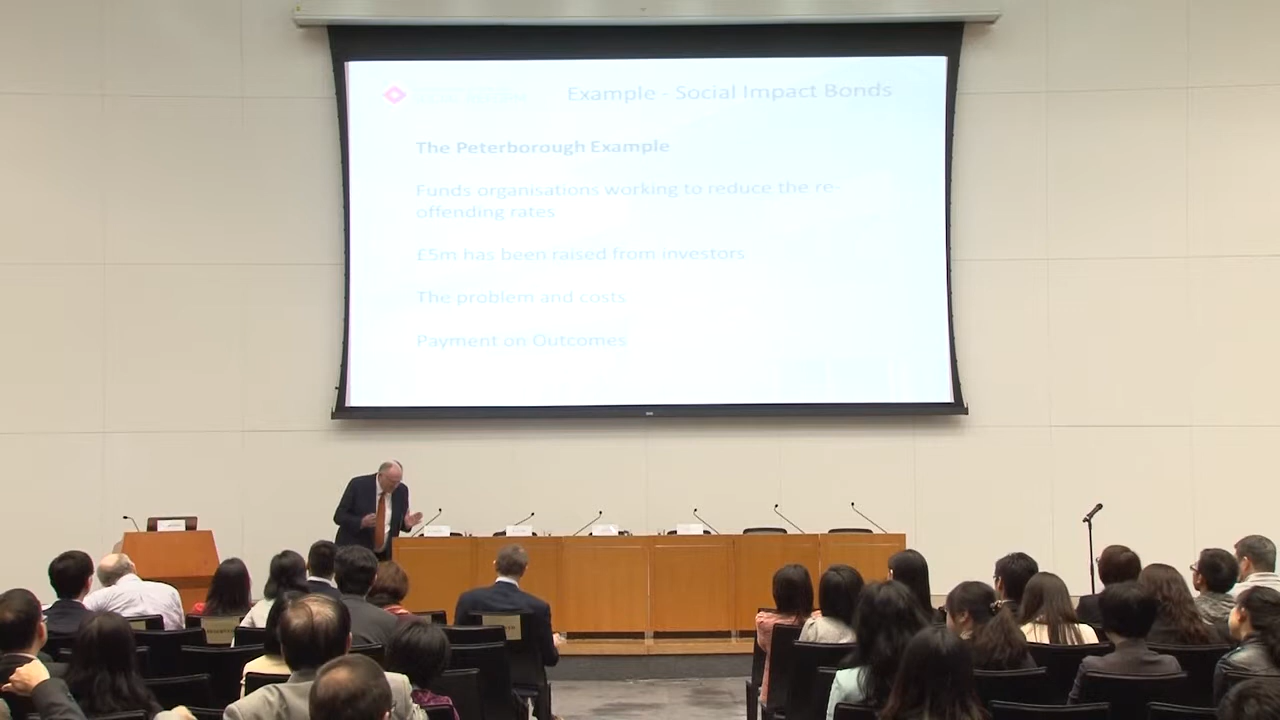 Example - Social Impact Bonds
The Peterborough Example
Funds organisations working to reduce the re-
offending rates
£5m has been raised from investors
The problem and costs
Payment on Outcomes